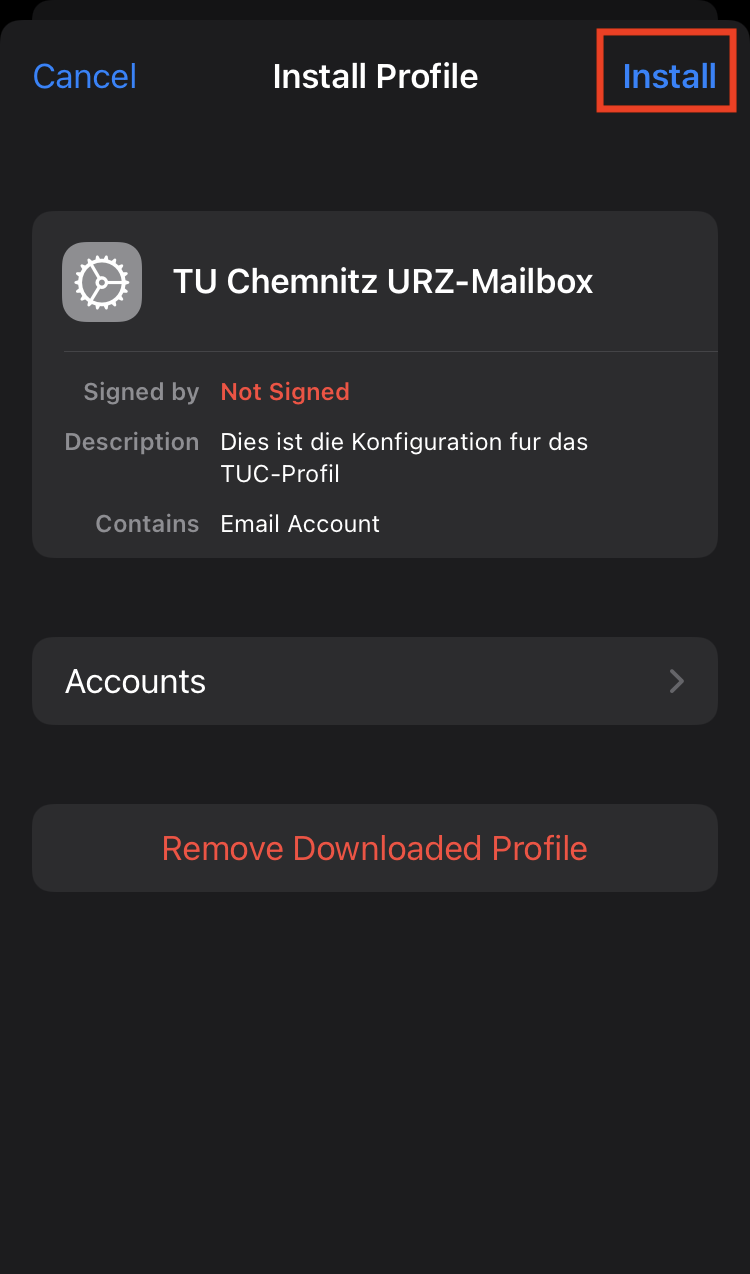 Cancel Install Profile Install
TU Chemnitz URZ-Mailbox
Signed by Not Signed
Description Dies ist die Konfiguration fur das
TUC-Profil
Contains Email Account
Accounts
Remove Downloaded Profile